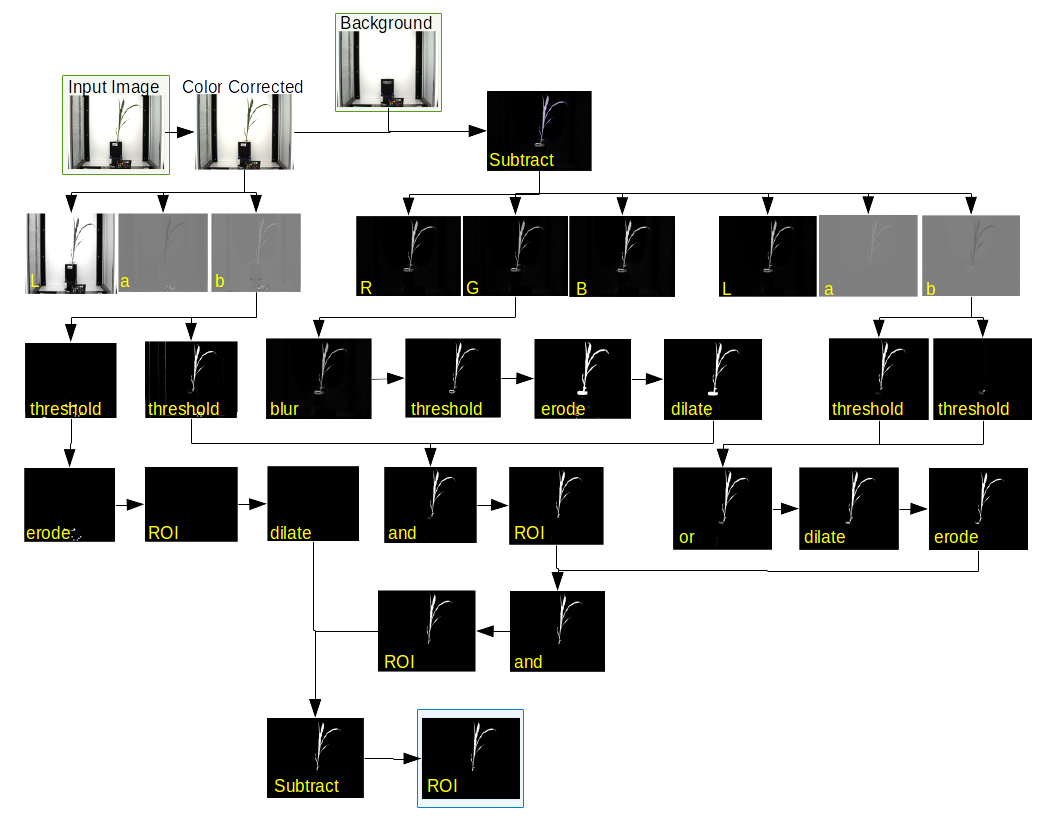 Background
Input Image
Color Corrected
Subtract
L
a
b
R
G
B
L
a
b
threshold
threshold
blur
threshold
erode
dilate
threshold
threshold
erode
ROI
dilate
and
ROI
or
dilate
erode
ROI
and
Subtract
ROI